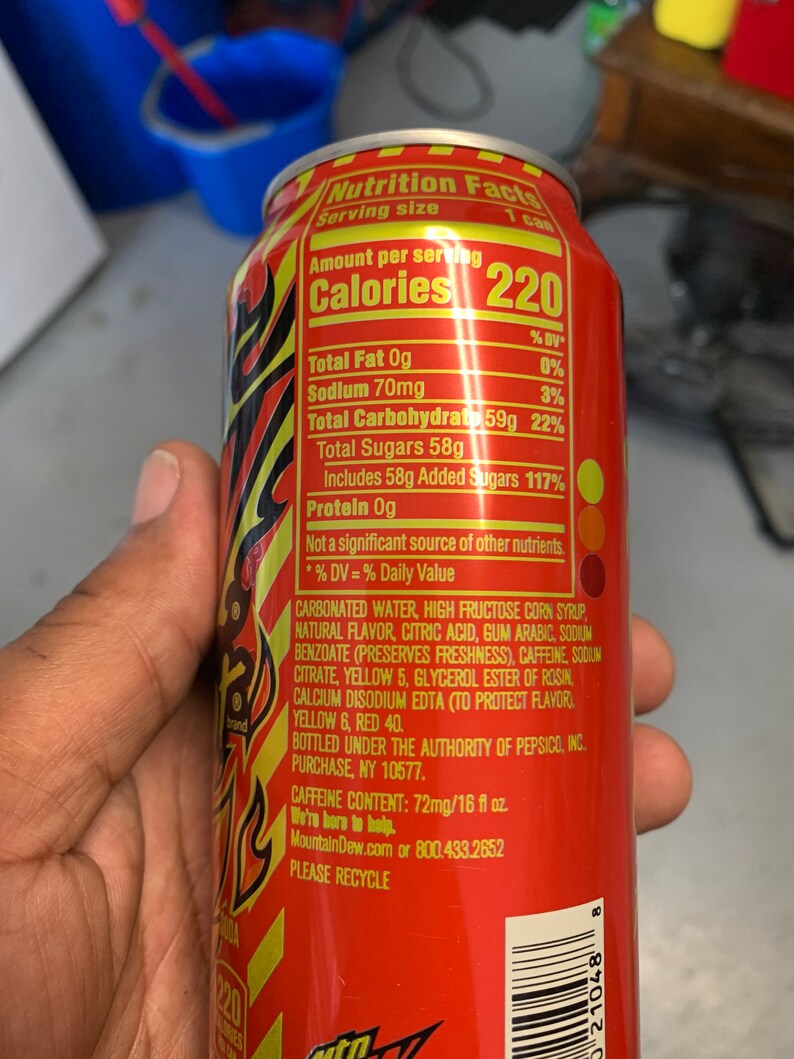 Nutrition Facts
Serving size 1 can
Amount per serving
Calories 220
% DV*
Total Fat 0g 0%
Sodium 70mg 3%
Total Carbohydrate 59g 22%
Total Sugars 58g
Includes 58g Added Sugars 117%
Protein 0g
Not a significant source of other nutrients.
* % DV = % Daily Value
CARBONATED WATER, HIGH FRUCTOSE CORN SYRUP,
NATURAL FLAVOR, CITRIC ACID, GUM ARABIC, SODIUM
BENZOATE (PRESERVES FRESHNESS), CAFFEINE, SODIUM
CITRATE, YELLOW 5, GLYCEROL ESTER OF ROSIN,
CALCIUM DISODIUM EDTA (TO PROTECT FLAVOR),
YELLOW 6, RED 40.
BOTTLED UNDER THE AUTHORITY OF PEPSICO, INC.,
PURCHASE, NY 10577.
CAFFEINE CONTENT: 72mg/16 fl oz.
We're here to help.
MountainDew.com or 800.433.2652
PLEASE RECYCLE
brand
220
CALORIES
PER CAN
mtn
21048 8